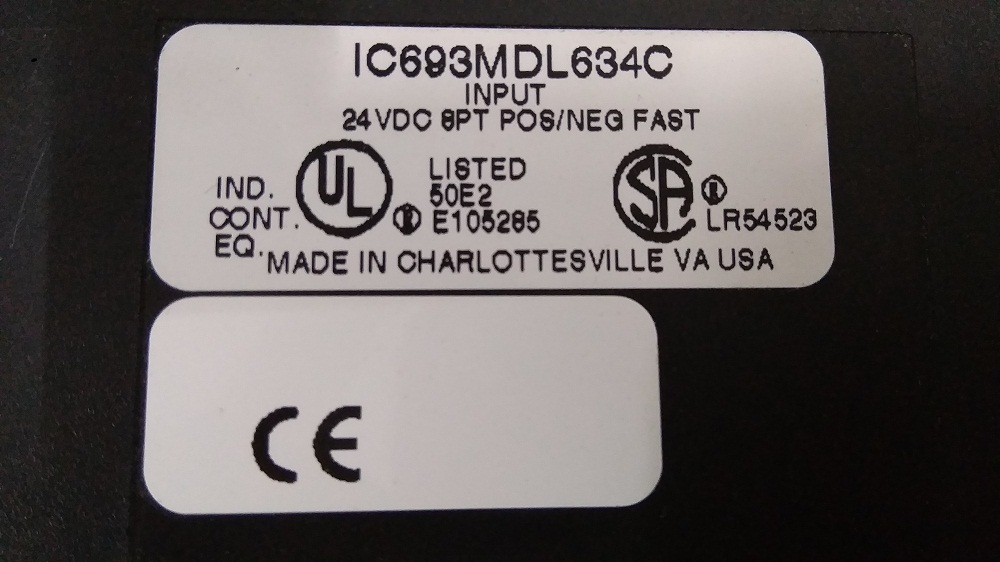 IC693MDL634C
INPUT
24VDC 8PT POS/NEG FAST
IND.
CONT.
EQ.
UL
LISTED
50E2
E105285
SA
LR54523
MADE IN CHARLOTTESVILLE VA USA
CE